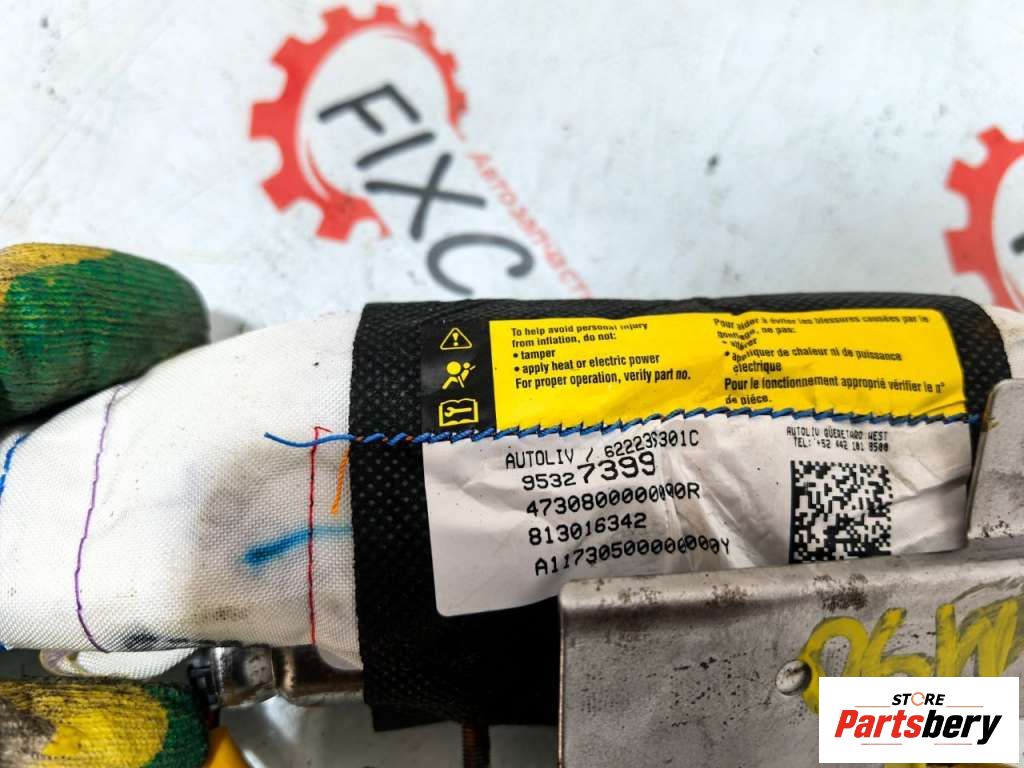 FIXC
Автозапчасти
To help avoid personal injury
from inflation, do not:
• tamper
• apply heat or electric power
For proper operation, verify part no.
Pour aider à éviter les blessures causées par le
gonflage, ne pas:
• altérer
• appliquer de chaleur ni de puissance
électrique
Pour le fonctionnement approprié vérifier le n°
de pièce.
AUTOLIV / 622239301C
95327399
813016342
AUTOLIV QUERETARO WEST
TEL: +52 442 101 8500
STORE
Partsbery